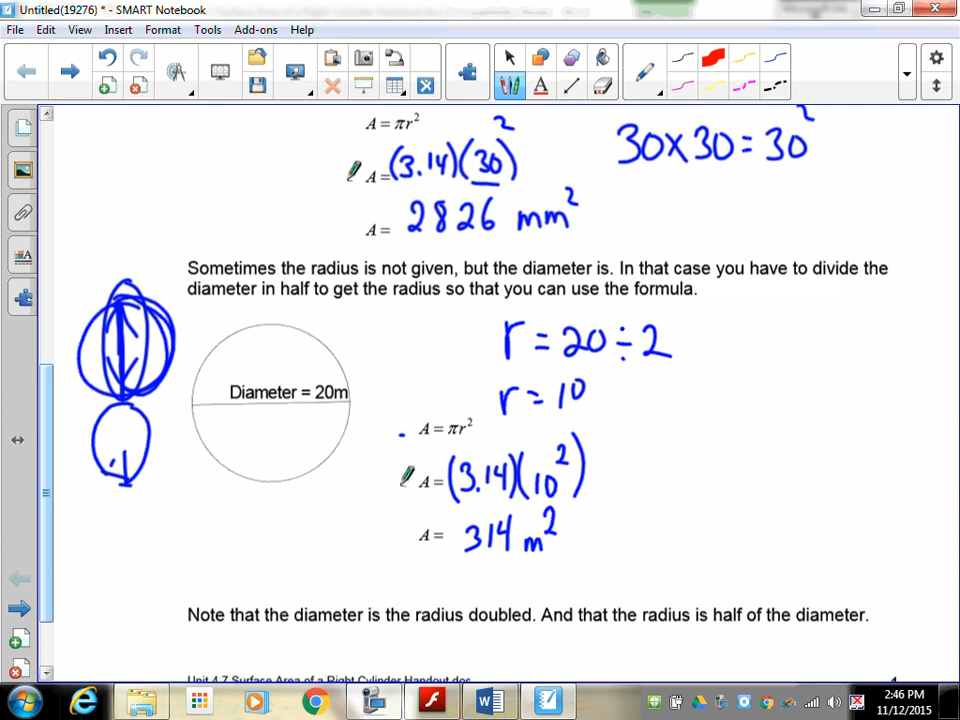 Untitled(19276) * - SMART Notebook
File Edit View Insert Format Tools Add-ons Help
A = πr²
30x30=30²
A =(3.14)(30)²
A = 2826 mm²
Sometimes the radius is not given, but the diameter is. In that case you have to divide the
diameter in half to get the radius so that you can use the formula.
r = 20 ÷ 2
Diameter = 20m
r = 10
A = πr²
A = (3.14)(10²)
A = 314 m²
Note that the diameter is the radius doubled. And that the radius is half of the diameter.
Unit 4.7 Surface Area of a Right Cylinder Handout.doc
2:46 PM
11/12/2015